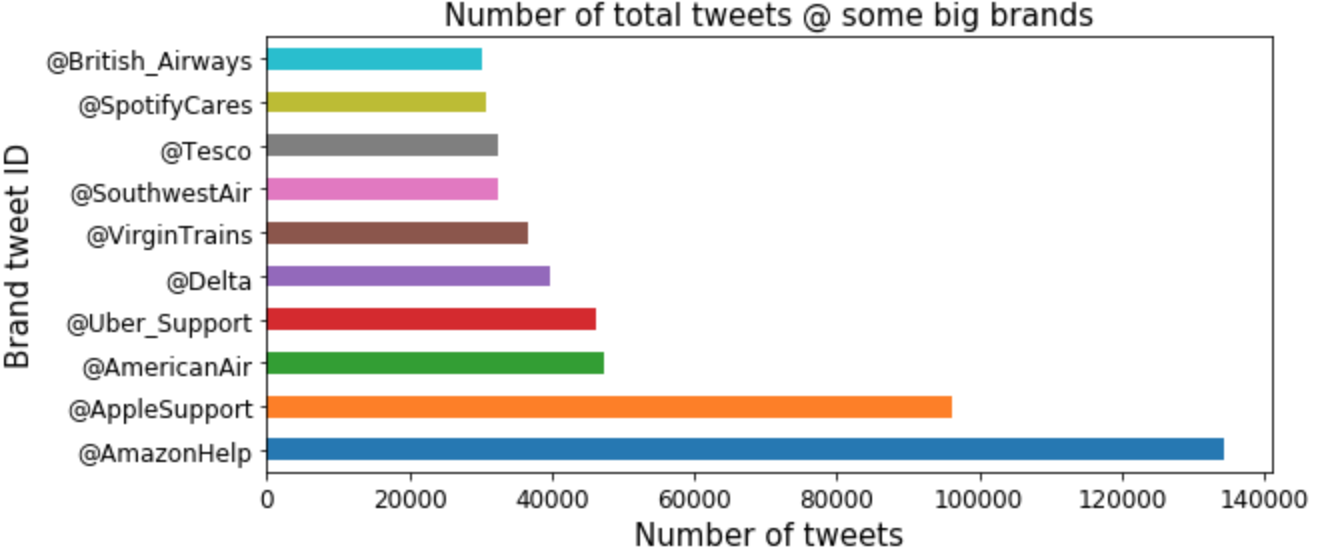 Number of total tweets @ some big brands
Brand tweet ID
@British_Airways
@SpotifyCares
@Tesco
@SouthwestAir
@VirginTrains
@Delta
@Uber_Support
@AmericanAir
@AppleSupport
@AmazonHelp
0 20000 40000 60000 80000 100000 120000 140000
Number of tweets